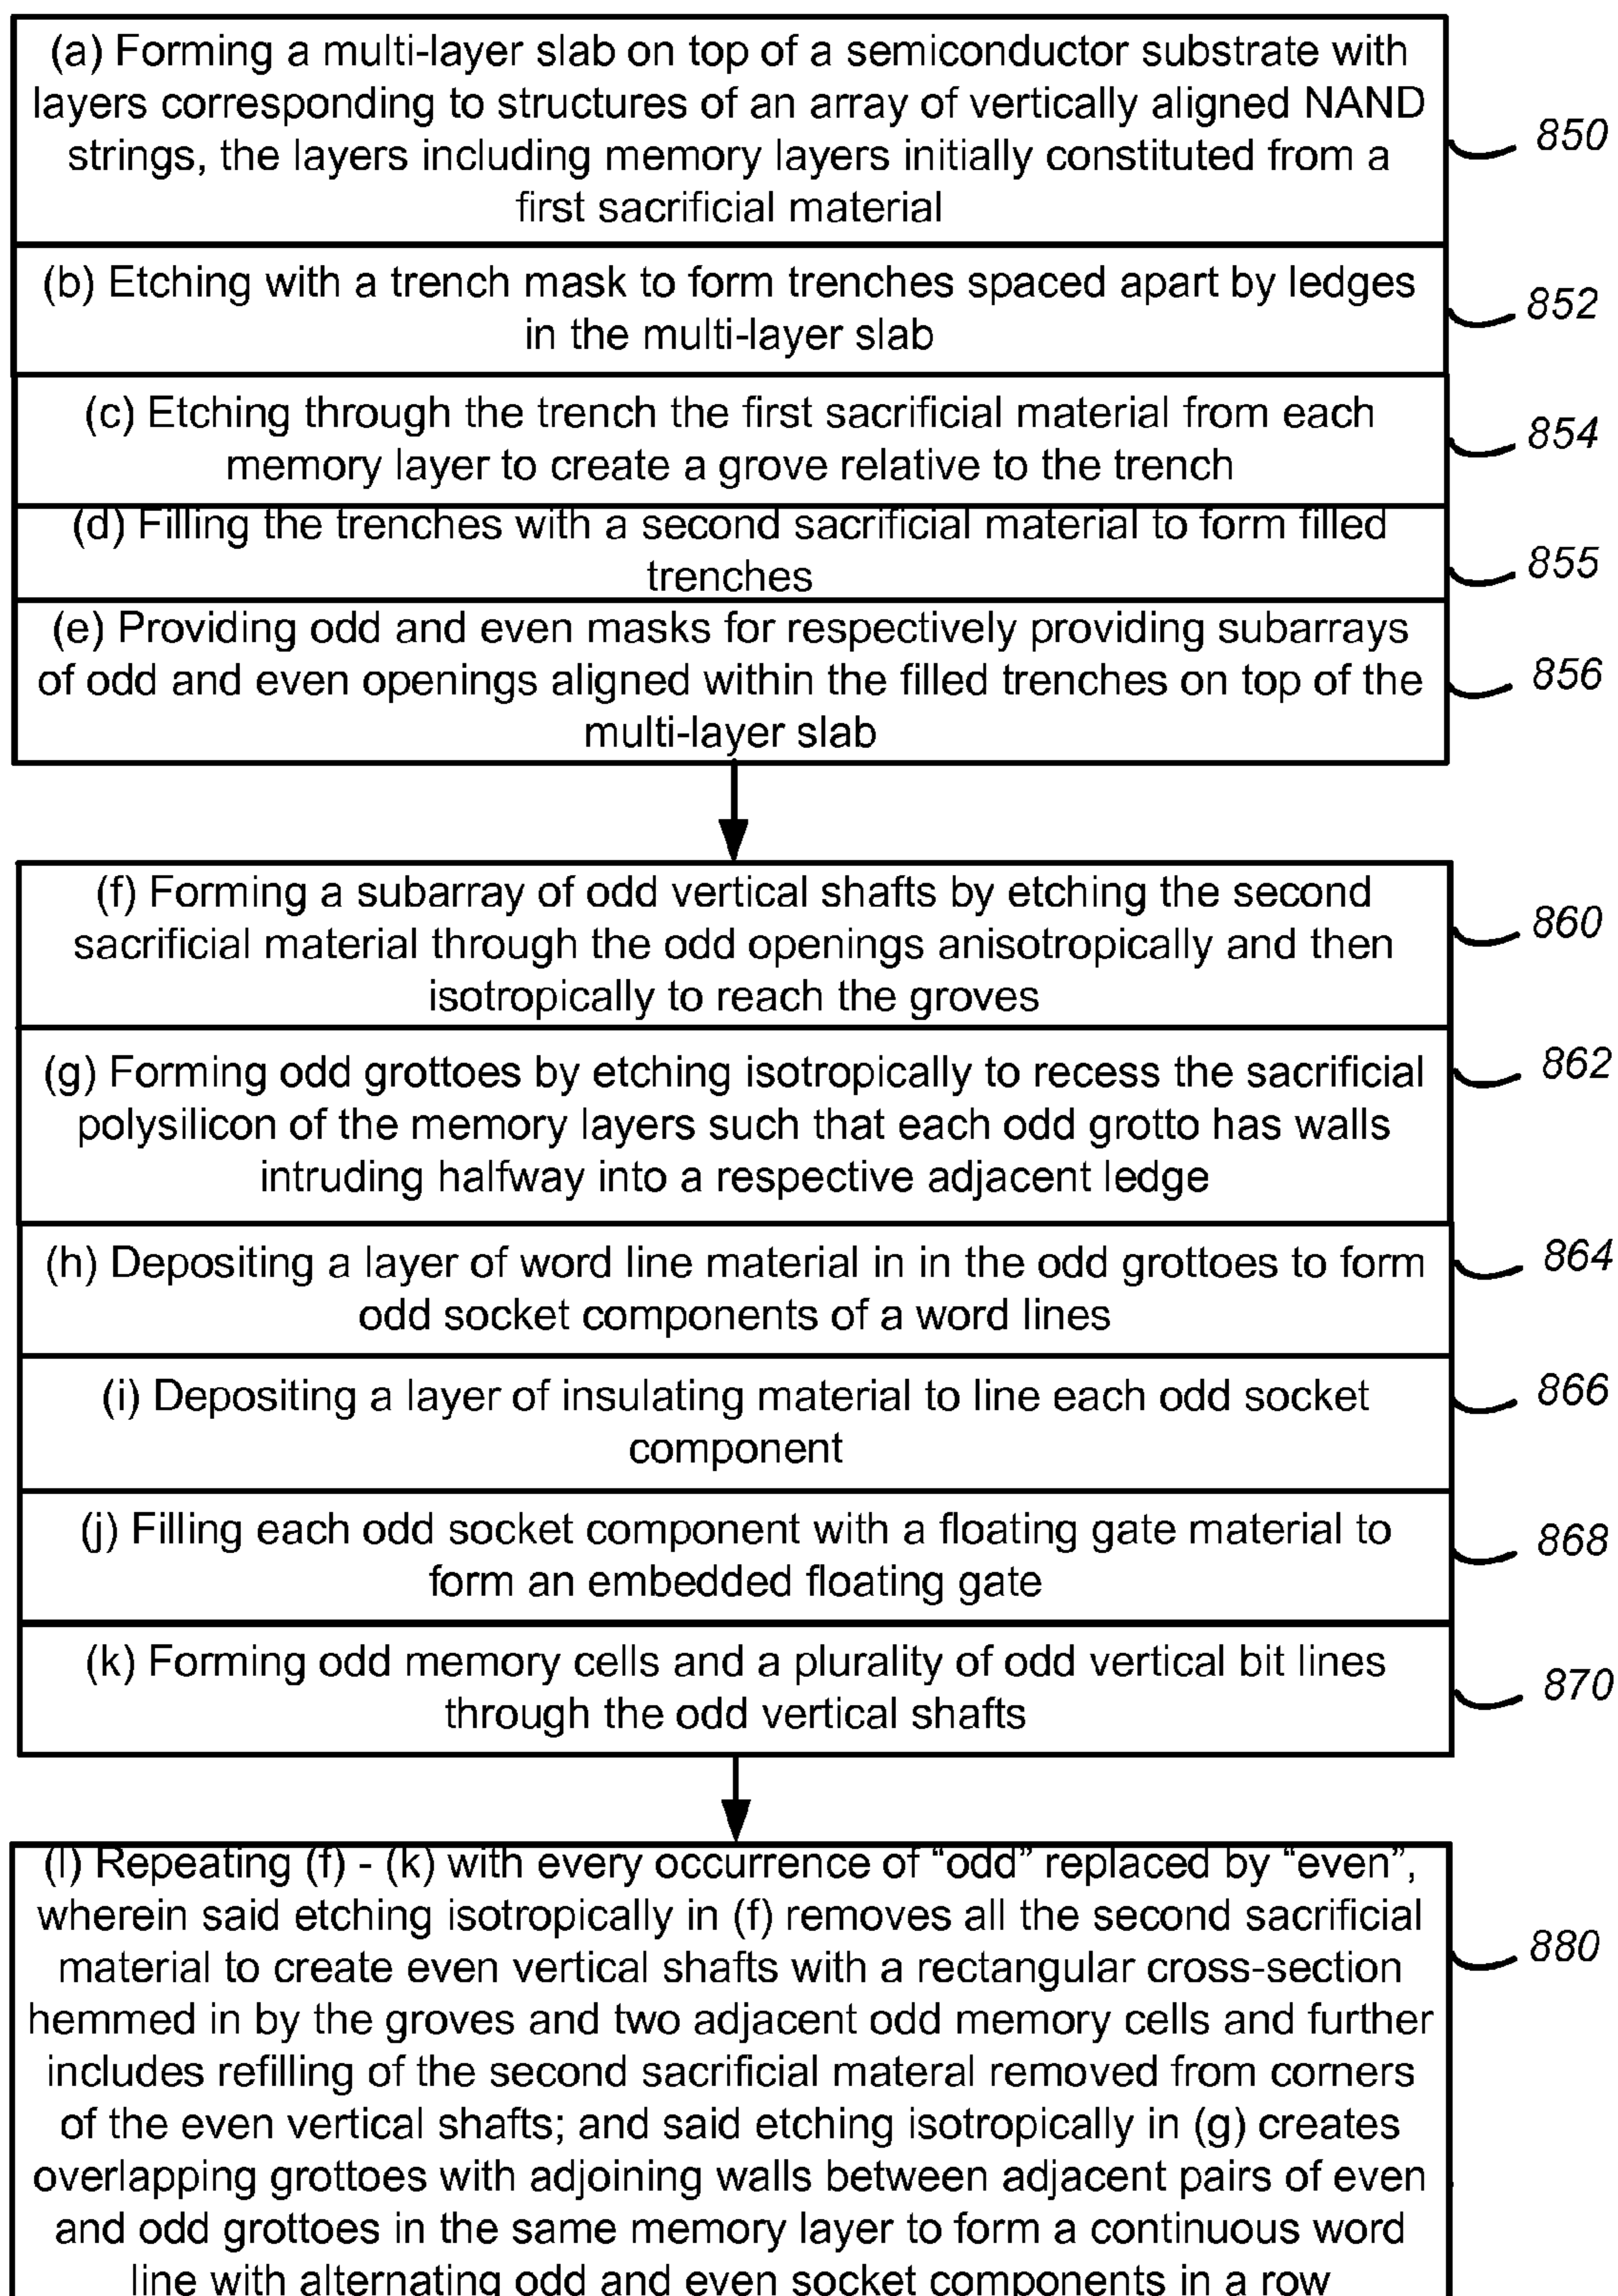 (a) Forming a multi-layer slab on top of a semiconductor substrate with
layers corresponding to structures of an array of vertically aligned NAND
strings, the layers including memory layers initially constituted from a
first sacrificial material
850
(b) Etching with a trench mask to form trenches spaced apart by ledges
in the multi-layer slab
852
(c) Etching through the trench the first sacrificial material from each
memory layer to create a grove relative to the trench
854
(d) Filling the trenches with a second sacrificial material to form filled
trenches
855
(e) Providing odd and even masks for respectively providing subarrays
of odd and even openings aligned within the filled trenches on top of the
multi-layer slab
856
(f) Forming a subarray of odd vertical shafts by etching the second
sacrificial material through the odd openings anisotropically and then
isotropically to reach the groves
860
(g) Forming odd grottoes by etching isotropically to recess the sacrificial
polysilicon of the memory layers such that each odd grotto has walls
intruding halfway into a respective adjacent ledge
862
(h) Depositing a layer of word line material in in the odd grottoes to form
odd socket components of a word lines
864
(i) Depositing a layer of insulating material to line each odd socket
component
866
(j) Filling each odd socket component with a floating gate material to
form an embedded floating gate
868
(k) Forming odd memory cells and a plurality of odd vertical bit lines
through the odd vertical shafts
870
(l) Repeating (f) - (k) with every occurrence of “odd” replaced by “even”,
wherein said etching isotropically in (f) removes all the second sacrificial
material to create even vertical shafts with a rectangular cross-section
hemmed in by the groves and two adjacent odd memory cells and further
includes refilling of the second sacrificial materal removed from corners
of the even vertical shafts; and said etching isotropically in (g) creates
overlapping grottoes with adjoining walls between adjacent pairs of even
and odd grottoes in the same memory layer to form a continuous word
line with alternating odd and even socket components in a row
880